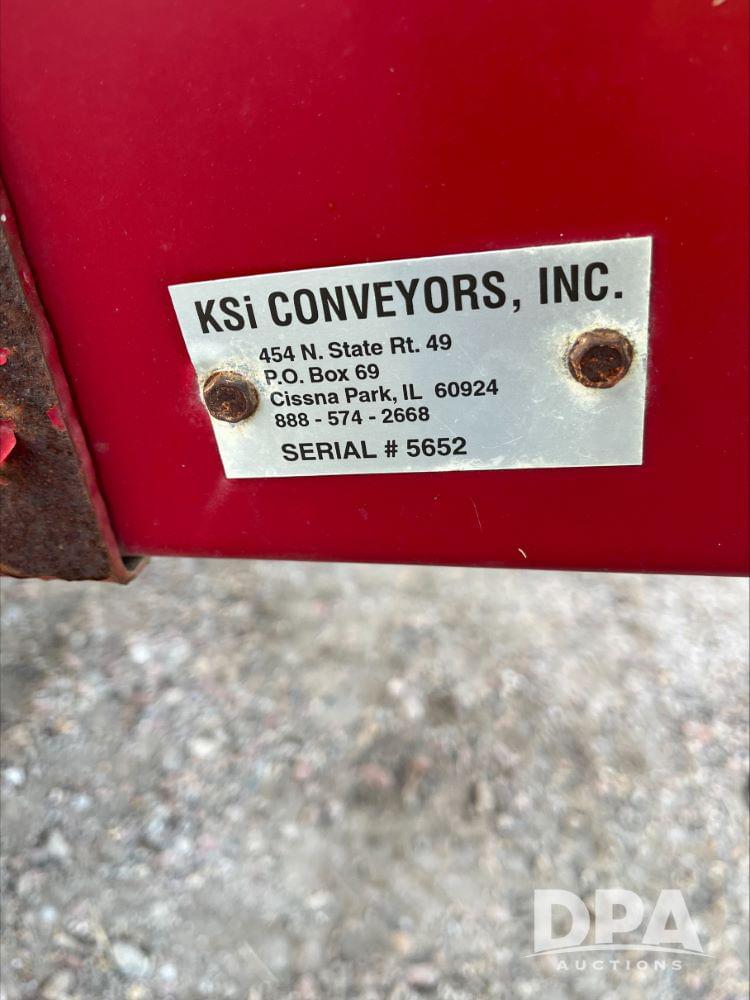 KSi CONVEYORS, INC.
454 N. State Rt. 49
P.O. Box 69
Cissna Park, IL 60924
888 - 574 - 2668
SERIAL # 5652
DPA
AUCTIONS